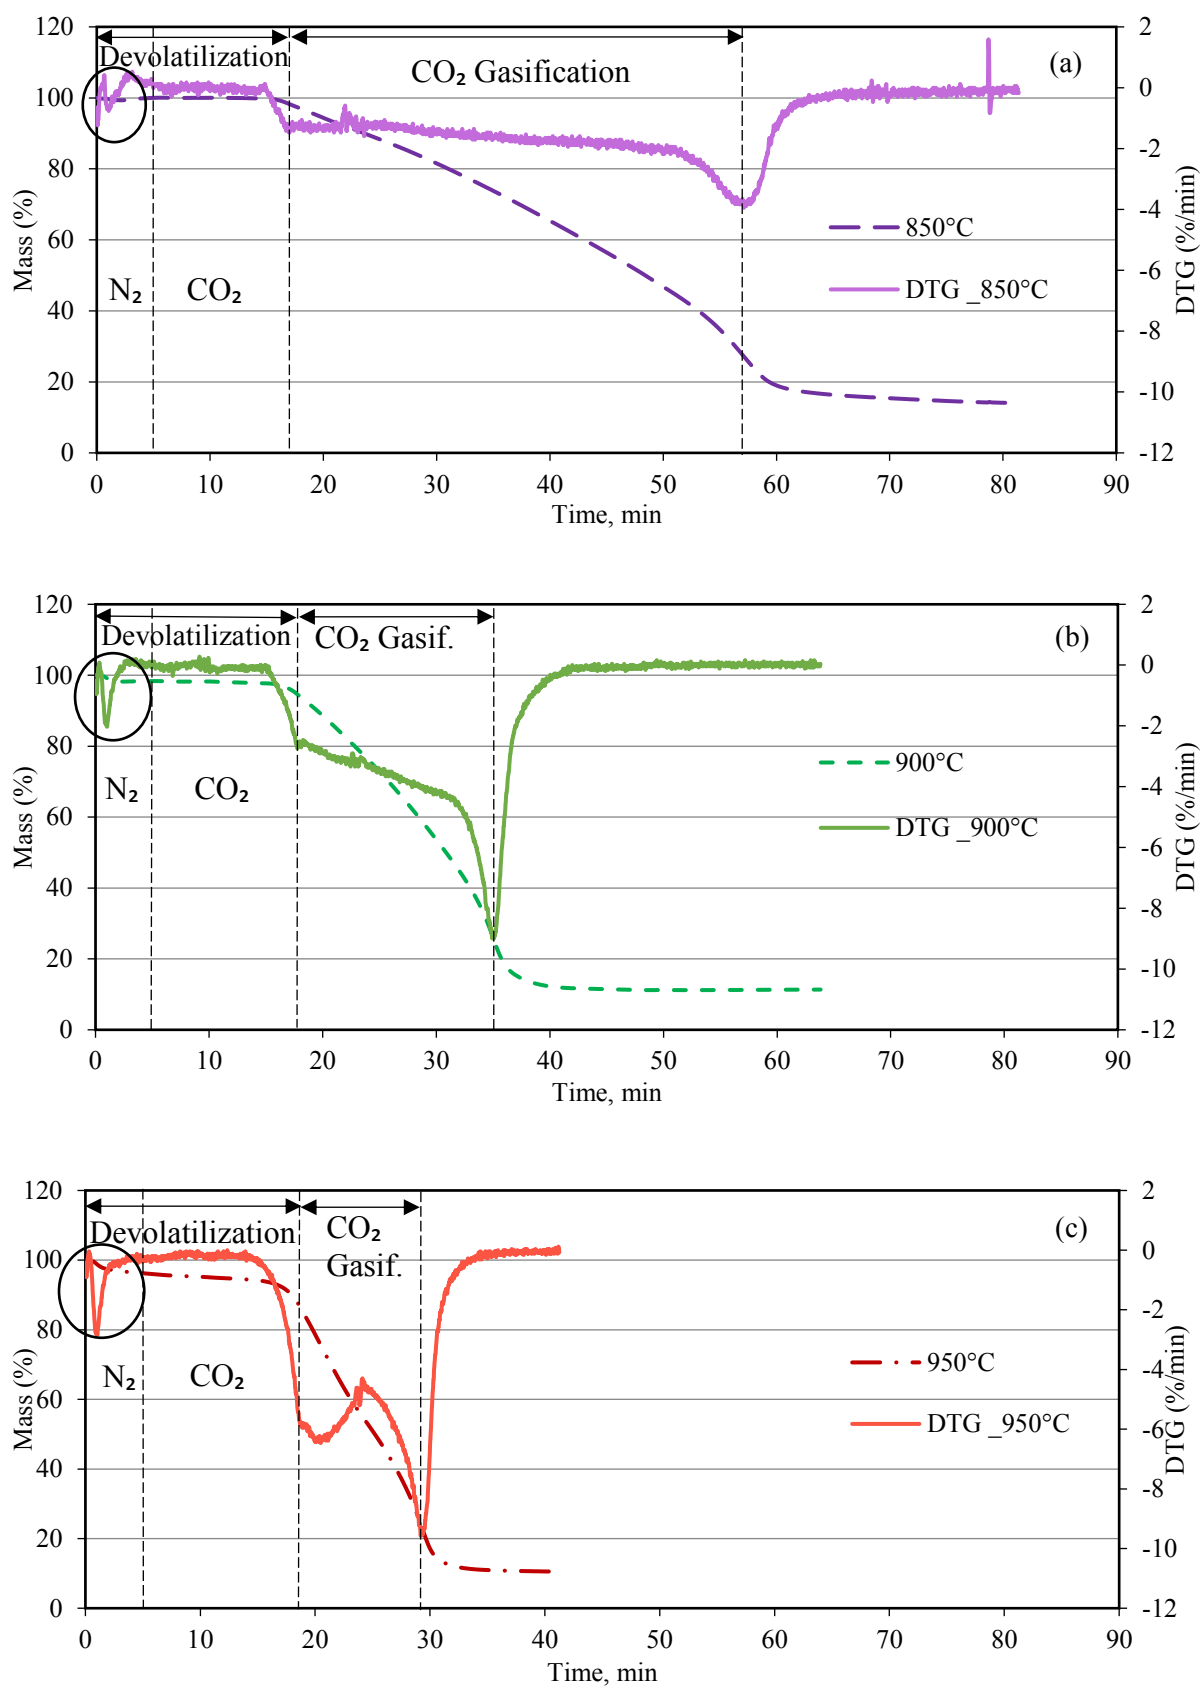 120
100
80
60
40
20
0
Mass (%)
2
0
-2
-4
-6
-8
-10
-12
DTG (%/min)
Devolatilization
CO₂ Gasification
(a)
N₂
CO₂
850°C
DTG _850°C
0 10 20 30 40 50 60 70 80 90
Time, min
120
100
80
60
40
20
0
Mass (%)
2
0
-2
-4
-6
-8
-10
-12
DTG (%/min)
Devolatilization
CO₂ Gasif.
(b)
N₂
CO₂
900°C
DTG _900°C
0 10 20 30 40 50 60 70 80 90
Time, min
120
100
80
60
40
20
0
Mass (%)
2
0
-2
-4
-6
-8
-10
-12
DTG (%/min)
Devolatilization
CO₂
Gasif.
(c)
N₂
CO₂
950°C
DTG _950°C
0 10 20 30 40 50 60 70 80 90
Time, min